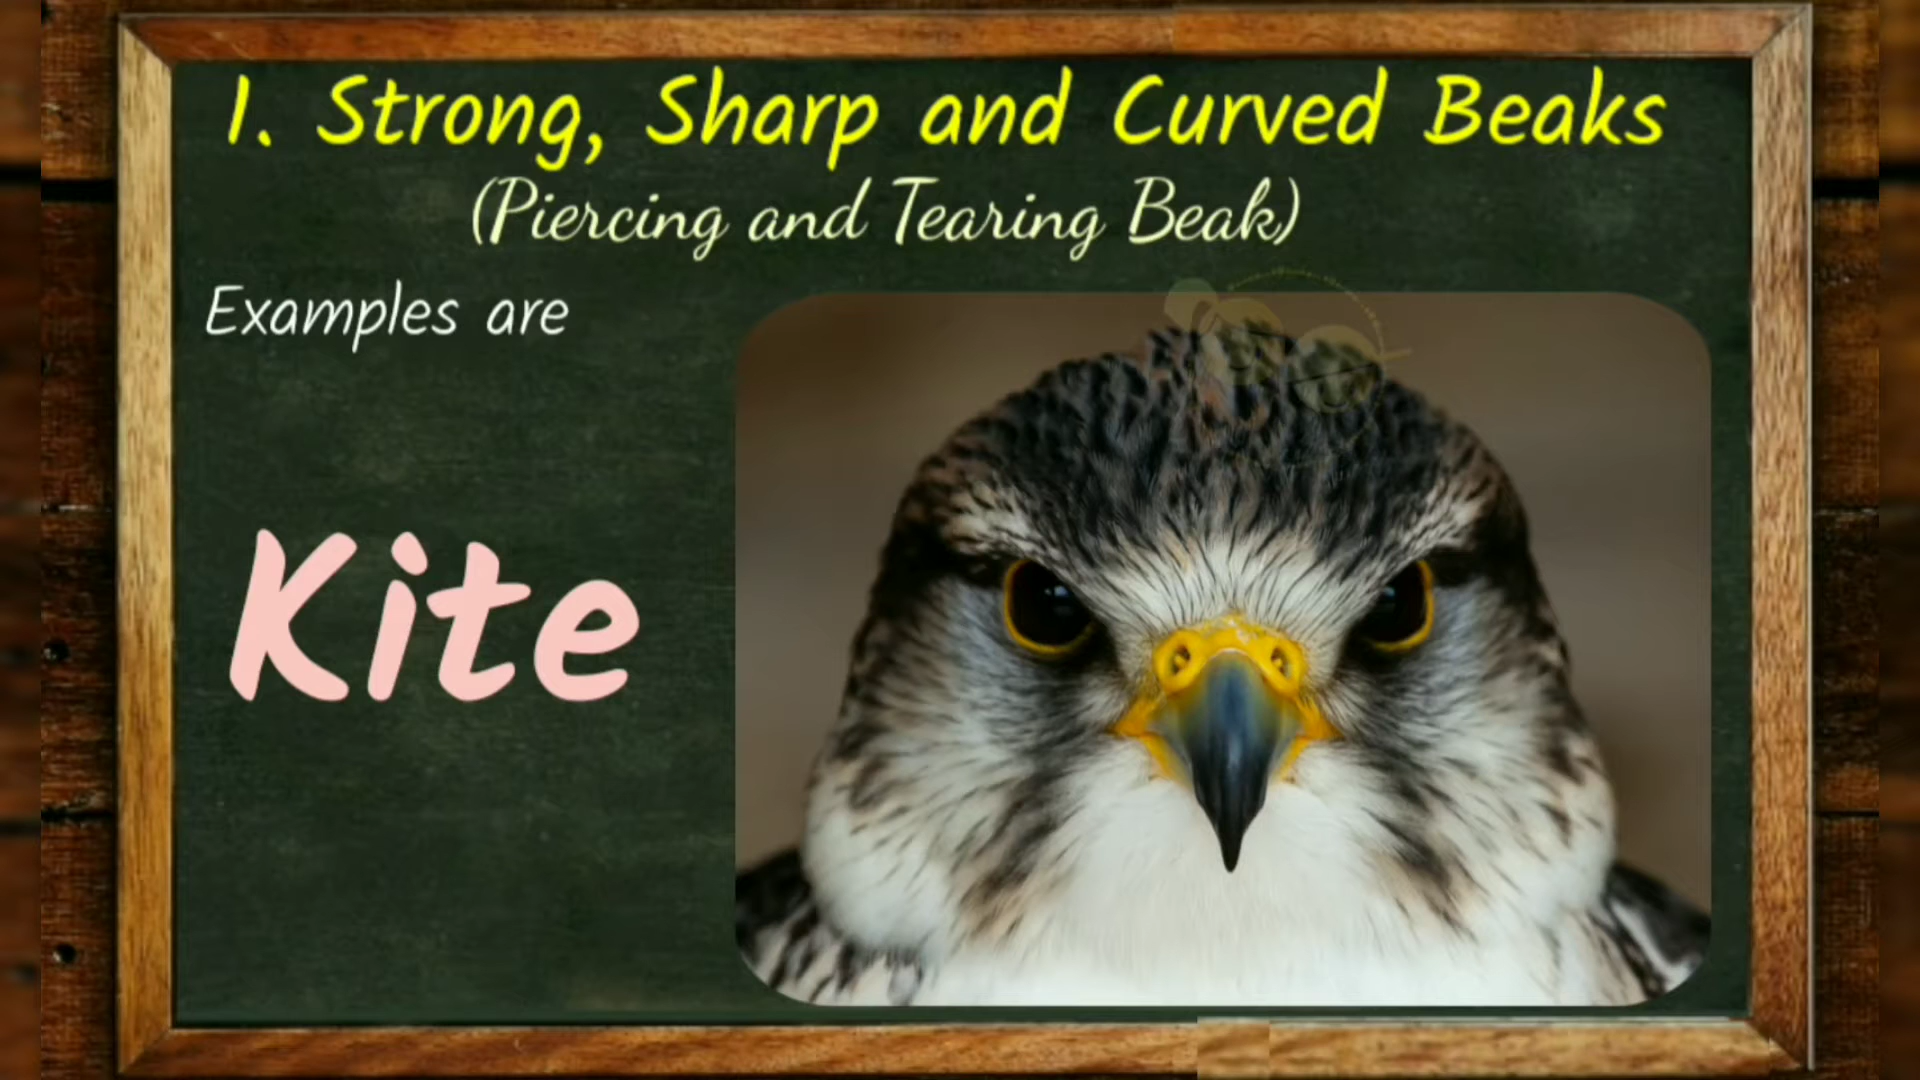 1. Strong, Sharp and Curved Beaks
(Piercing and Tearing Beak)
Examples are
Kite